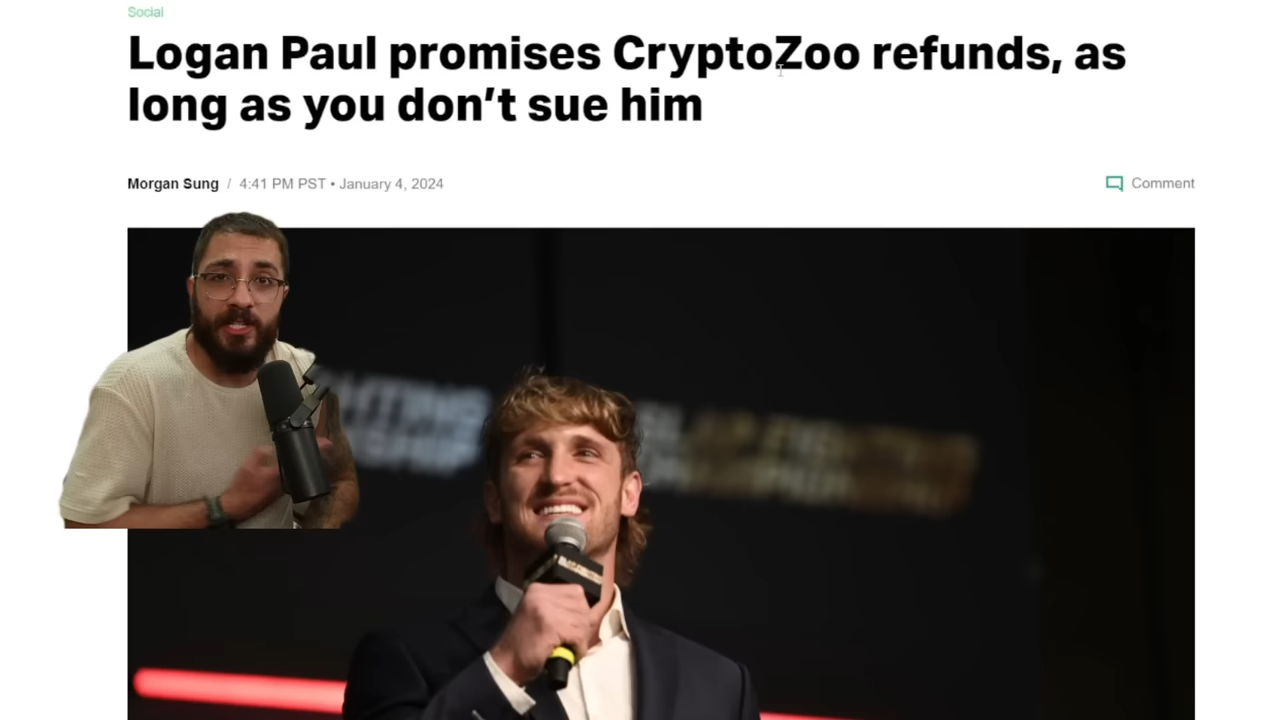 Social
Logan Paul promises CryptoZoo refunds, as
long as you don’t sue him
Morgan Sung / 4:41 PM PST • January 4, 2024
Comment